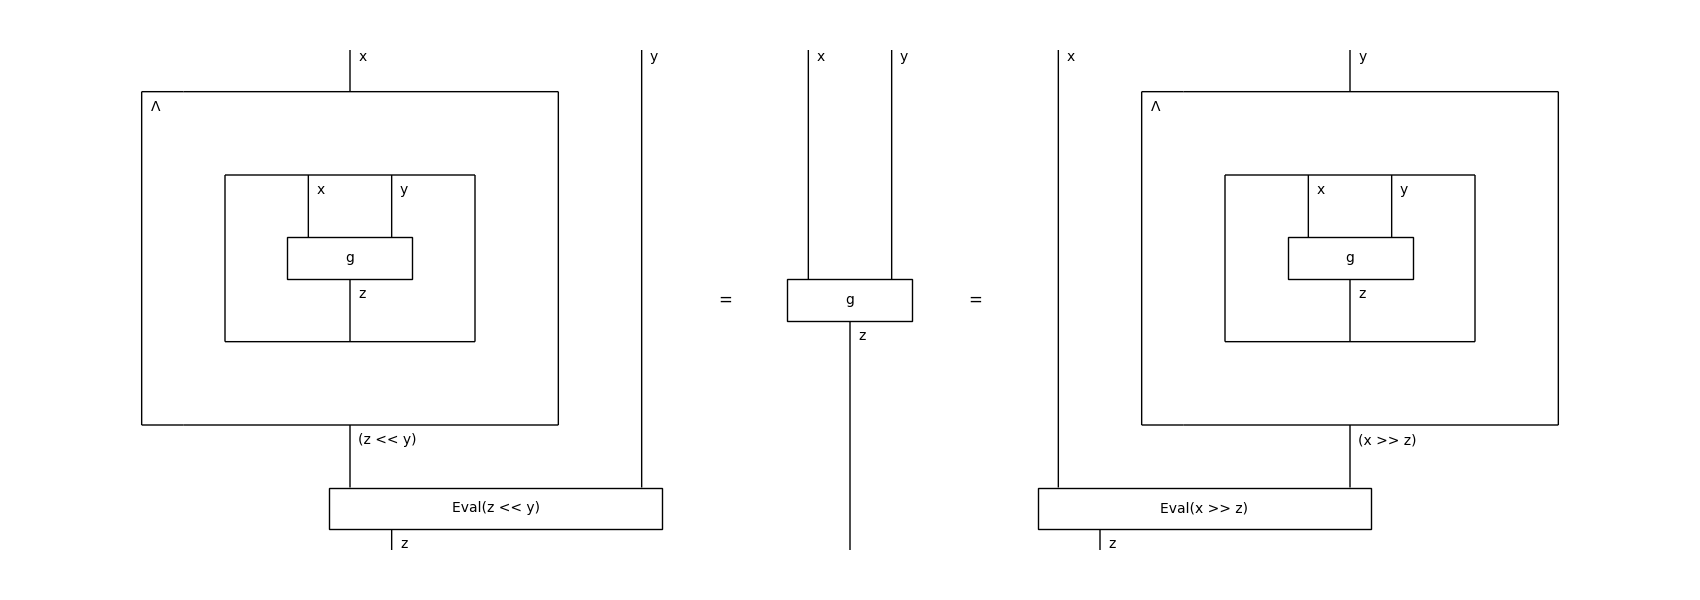 x
y
Λ
x
y
g
z
(z << y)
Eval(z << y)
z
=
x
y
g
z
=
x
y
Λ
x
y
g
z
(x >> z)
Eval(x >> z)
z